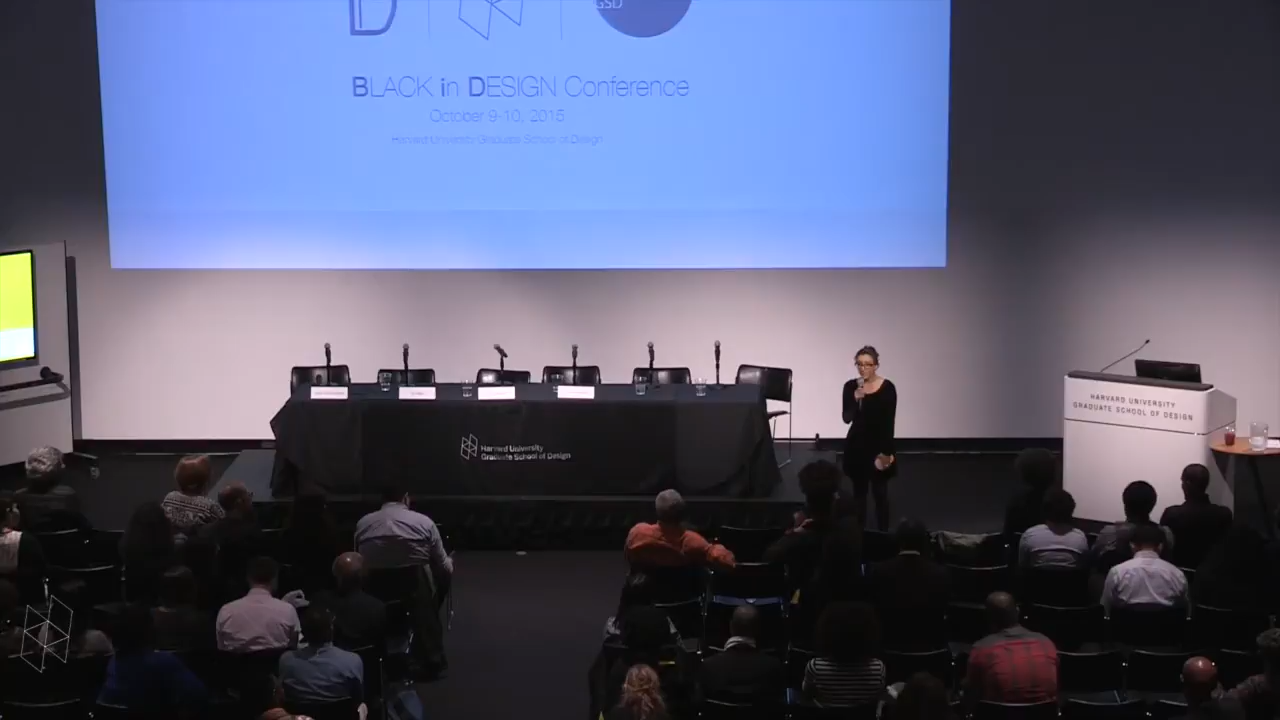 D
GSD
BLACK in DESIGN Conference
October 9-10, 2015
Harvard University Graduate School of Design
HARVARD UNIVERSITY
GRADUATE SCHOOL OF DESIGN
Harvard University
Graduate School of Design